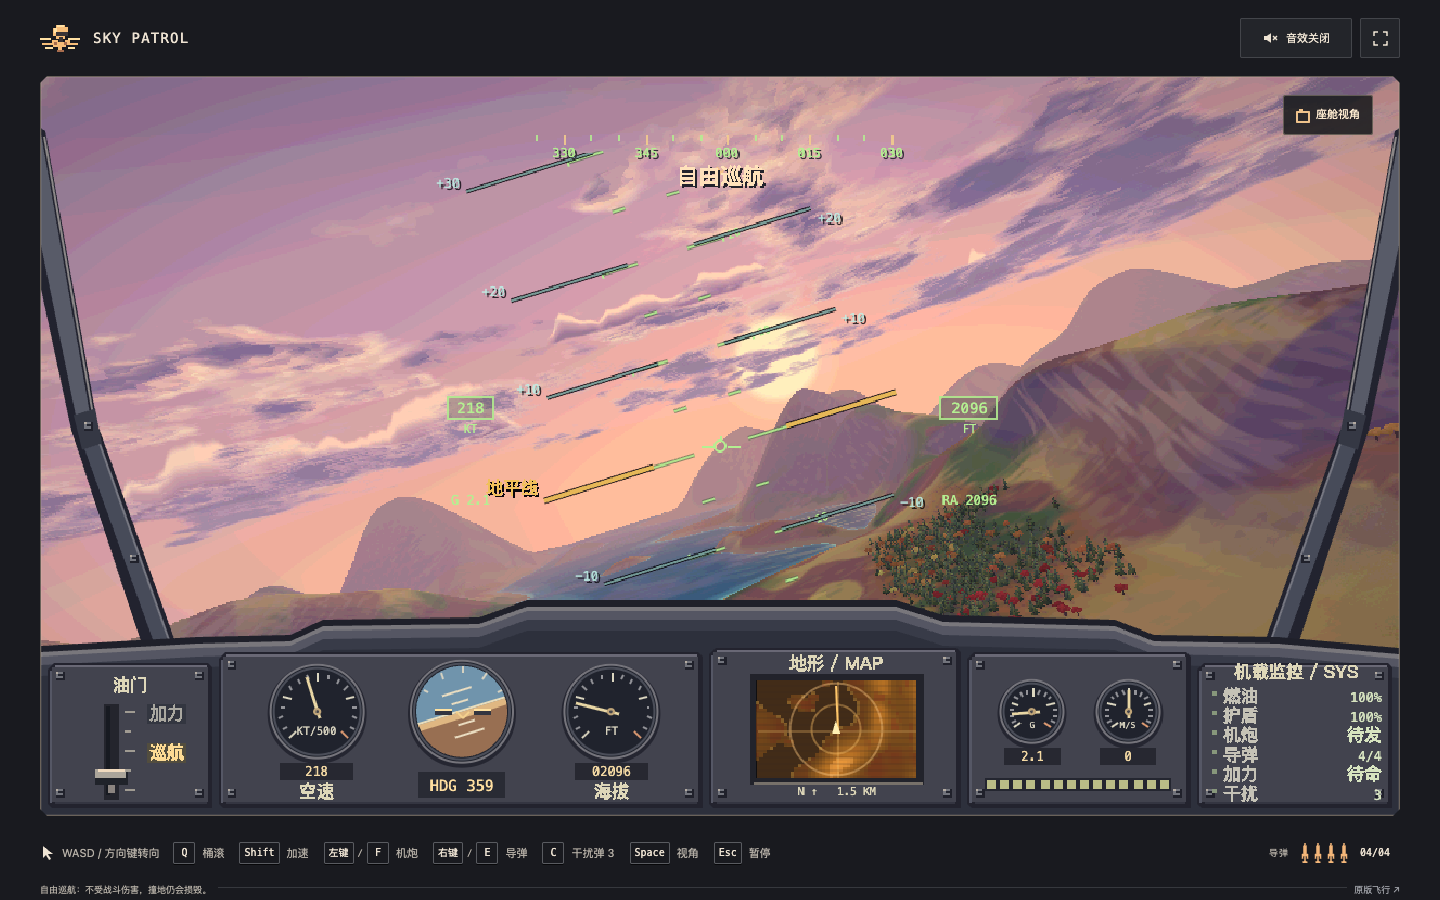 SKY PATROL
音效关闭
座舱视角
330 345 000 015 030
自由巡航
+30
+20
+20
+10
+10
218
KT
2096
FT
地平线
G 2.1
-10
RA 2096
-10
油门
加力
巡航
KT/500
218
空速
HDG 359
FT
02096
海拔
地形 / MAP
N ↑ 1.5 KM
G
2.1
M/S
0
机载监控 / SYS
燃油 100%
护盾 100%
机炮 待发
导弹 4/4
加力 待命
干扰 3
WASD / 方向键转向 Q 桶滚 Shift 加速 左键 / F 机炮 右键 / E 导弹 C 干扰弹 3 Space 视角 Esc 暂停
导弹 04/04
自由巡航：不受战斗伤害，撞地仍会损毁。
原版飞行 ↗